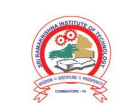 SRI RAMAKRISHNA INSTITUTE OF TECHNOLOGY
WISDOM • DISCIPLINE • PROSPERITY
COIMBATORE - 10